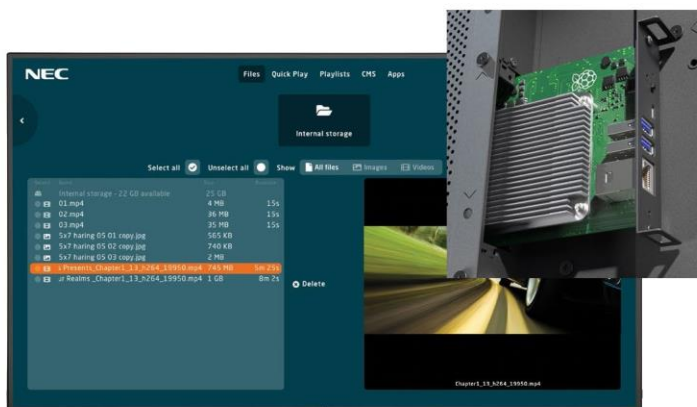 NEC
Files Quick Play Playlists CMS Apps
Internal storage
Select all Unselect all Show All files Images Videos
Internal storage - 22 GB available 25 GB
01.mp4 4 MB 15s
02.mp4 36 MB 15s
03.mp4 35 MB 15s
5x7 haring 05 01 copy.jpg 565 KB
5x7 haring 05 02 copy.jpg 740 KB
5x7 haring 05 03 copy.jpg 2 MB
s Presents_Chapter1_13_h264_19950.mp4 745 MB 5m 25s
ur Realms_Chapter1_13_h264_19950.mp4 1 GB 8m 2s
Delete
Chapter1_13_h264_19950.mp4